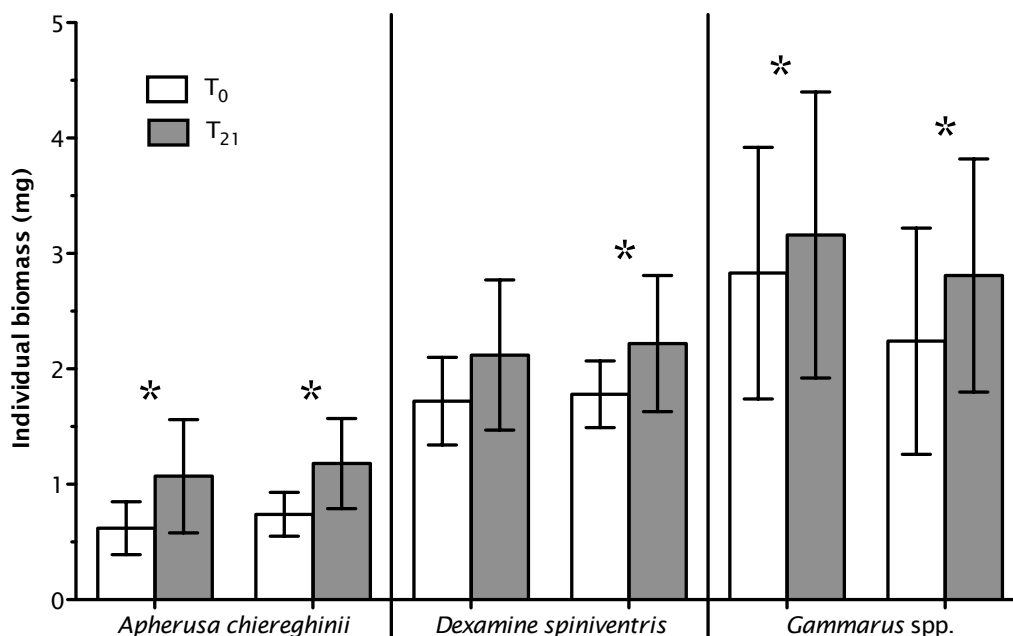 5
4
3
2
1
0
Individual biomass (mg)
T0
T21
*
*
*
*
*
Apherusa chiereghinii
Dexamine spiniventris
Gammarus spp.